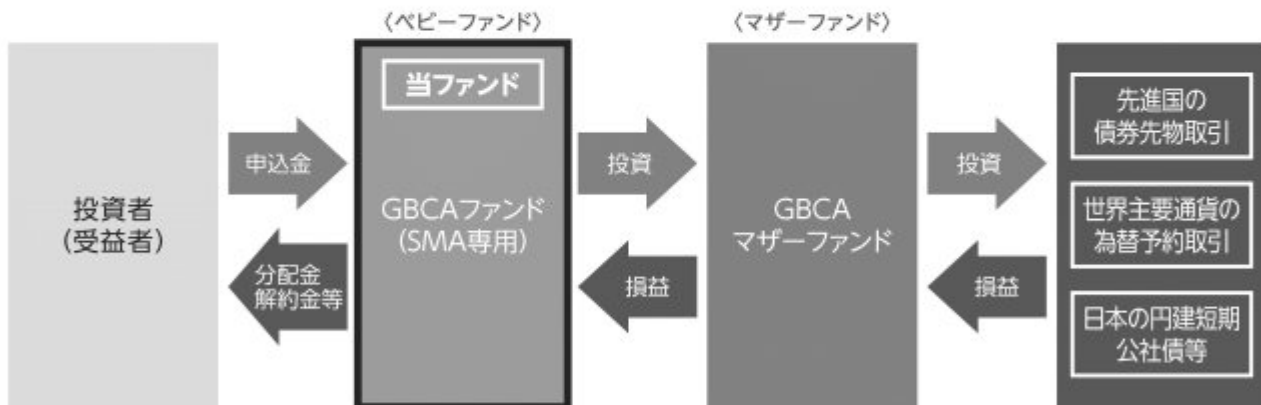 〈ベビーファンド〉
〈マザーファンド〉
投資者
(受益者)
申込金
分配金
解約金等
当ファンド
GBCAファンド
(SMA専用)
投資
損益
GBCA
マザーファンド
投資
損益
先進国の
債券先物取引
世界主要通貨の
為替予約取引
日本の円建短期
公社債等